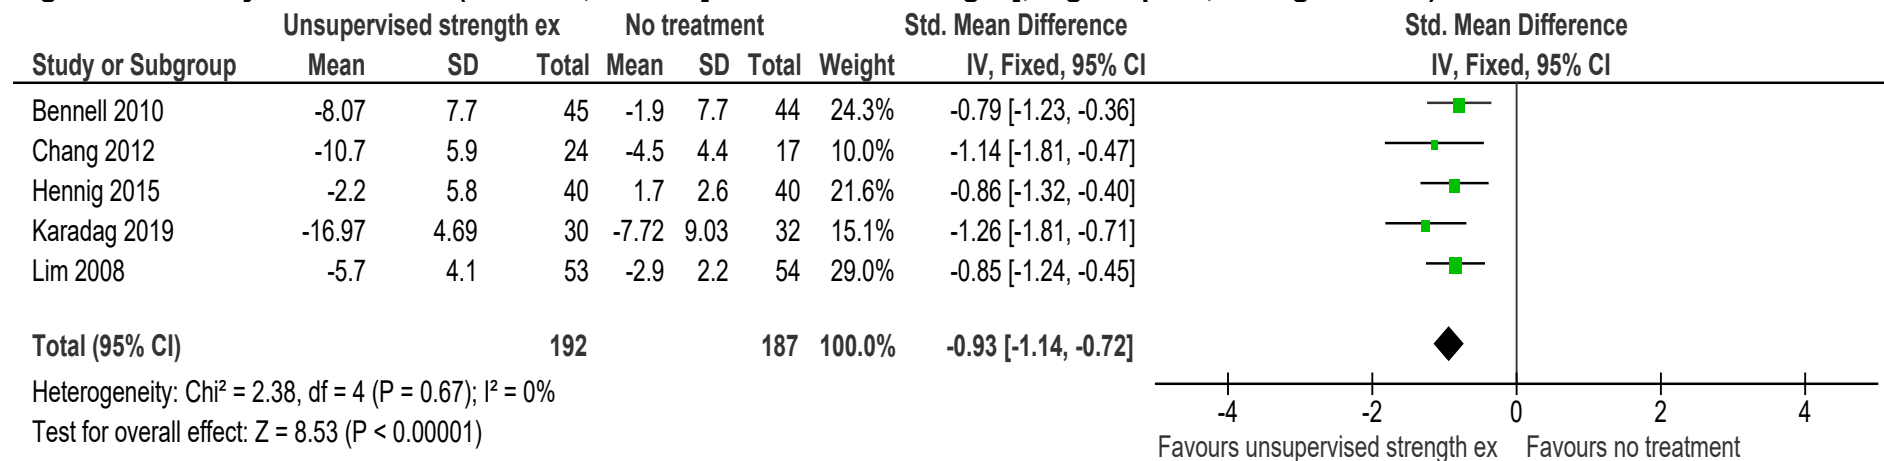 Unsupervised strength ex No treatment Std. Mean Difference Std. Mean Difference
Study or Subgroup Mean SD Total Mean SD Total Weight IV, Fixed, 95% CI IV, Fixed, 95% CI
Bennell 2010 -8.07 7.7 45 -1.9 7.7 44 24.3% -0.79 [-1.23, -0.36]
Chang 2012 -10.7 5.9 24 -4.5 4.4 17 10.0% -1.14 [-1.81, -0.47]
Hennig 2015 -2.2 5.8 40 1.7 2.6 40 21.6% -0.86 [-1.32, -0.40]
Karadag 2019 -16.97 4.69 30 -7.72 9.03 32 15.1% -1.26 [-1.81, -0.71]
Lim 2008 -5.7 4.1 53 -2.9 2.2 54 29.0% -0.85 [-1.24, -0.45]
Total (95% CI) 192 187 100.0% -0.93 [-1.14, -0.72]
Heterogeneity: Chi² = 2.38, df = 4 (P = 0.67); I² = 0%
Test for overall effect: Z = 8.53 (P < 0.00001)
-4 -2 0 2 4
Favours unsupervised strength ex Favours no treatment